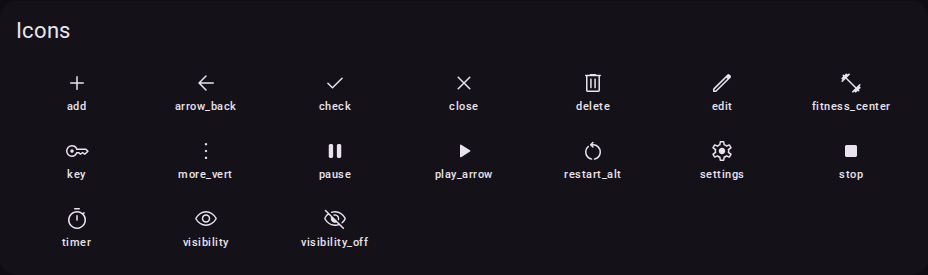 Icons
add arrow_back check close delete edit fitness_center
key more_vert pause play_arrow restart_alt settings stop
timer visibility visibility_off